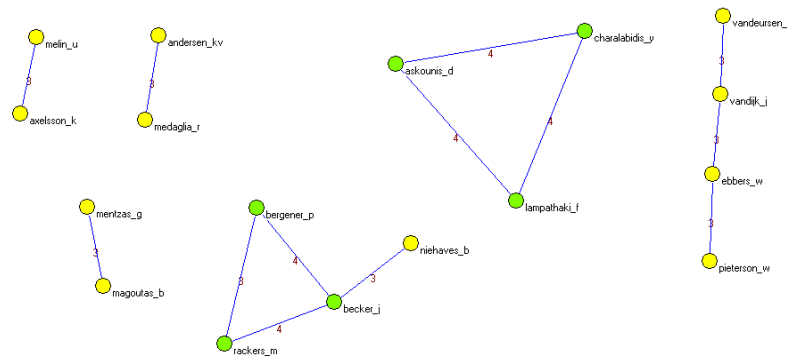 vandeursen_
melin_u
andersen_kv
charalabidis_y
4
askounis_d
3
3
3
vandijk_j
axelsson_k
medaglia_r
4
4
3
ebbers_w
lampathaki_f
mentzas_g
bergener_p
3
niehaves_b
3
4
3
3
pieterson_w
magoutas_b
becker_j
4
rackers_m